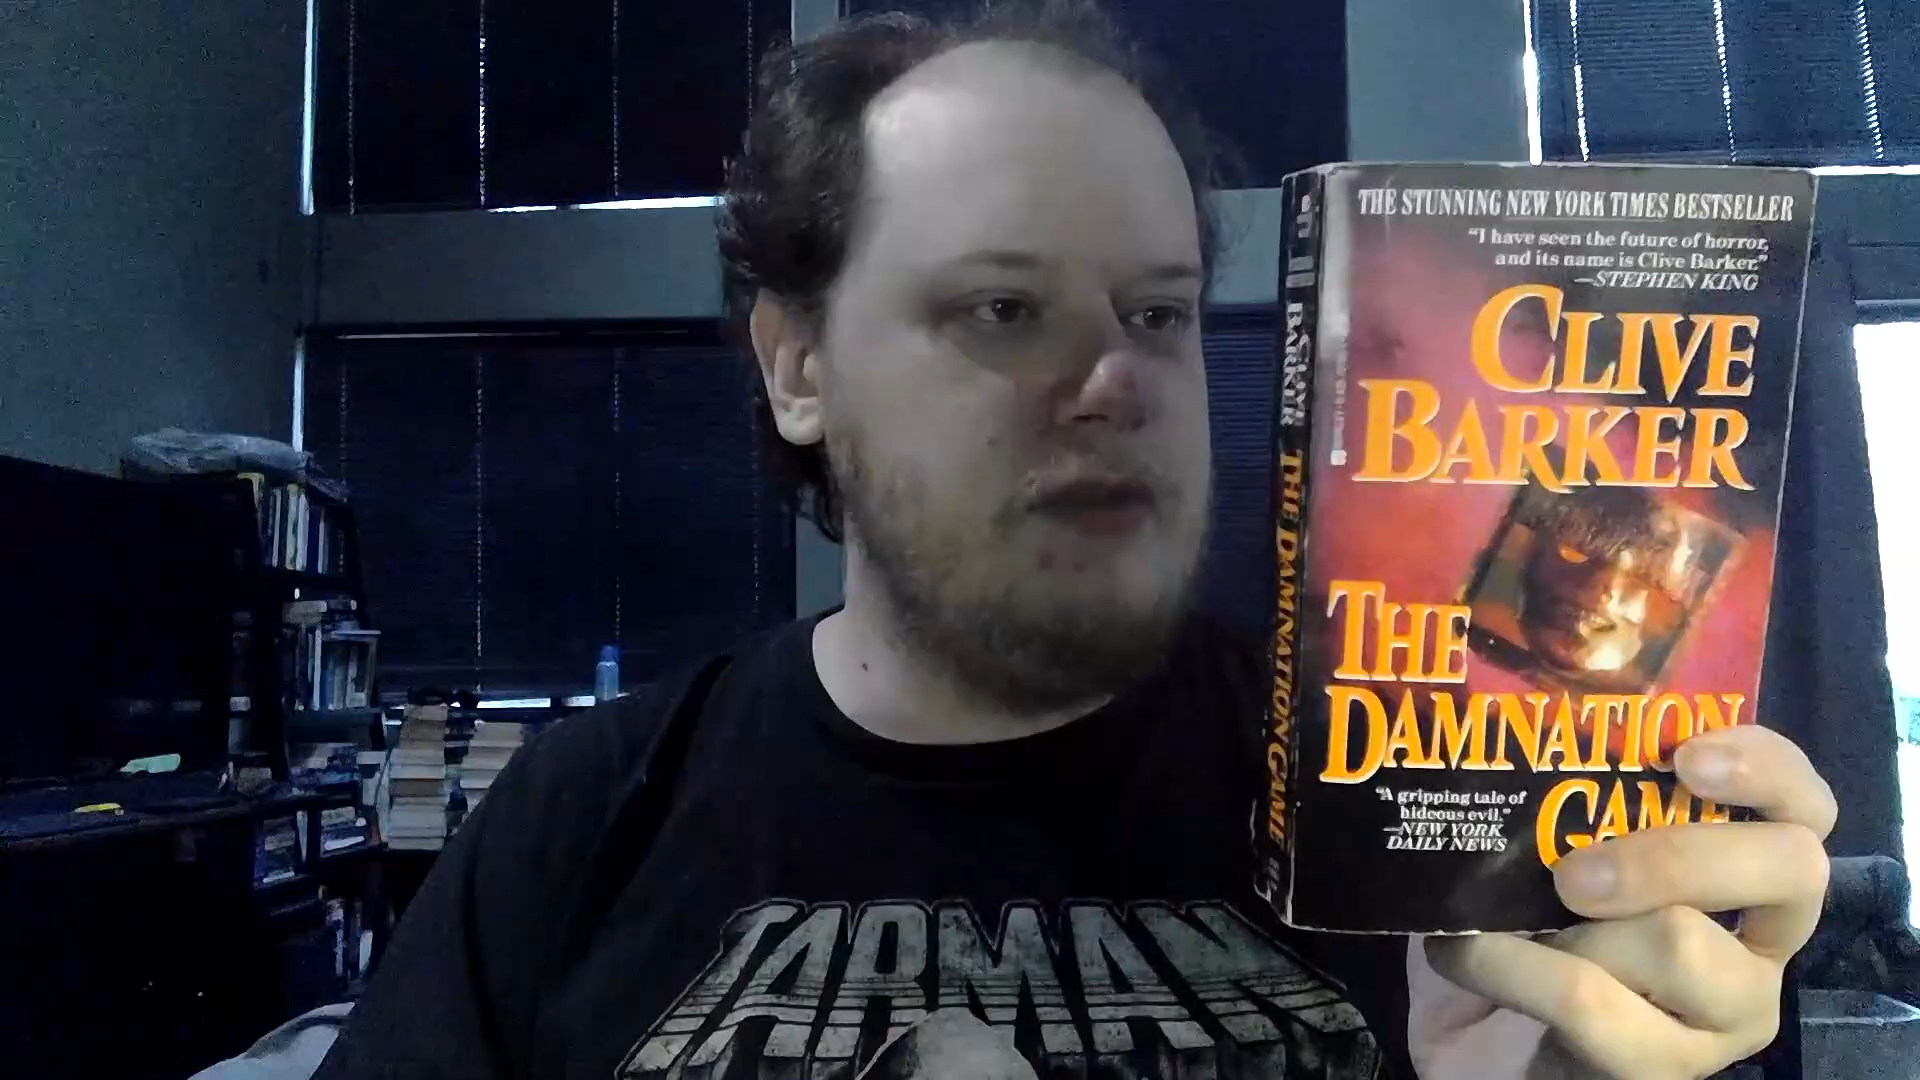 THE STUNNING NEW YORK TIMES BESTSELLER
"I have seen the future of horror,
and its name is Clive Barker."
—STEPHEN KING
CLIVE
BARKER
THE
DAMNATION
GAME
"A gripping tale of
hideous evil."
—NEW YORK
DAILY NEWS
CLIVE
BARKER
THE DAMNATION GAME
TARMAN